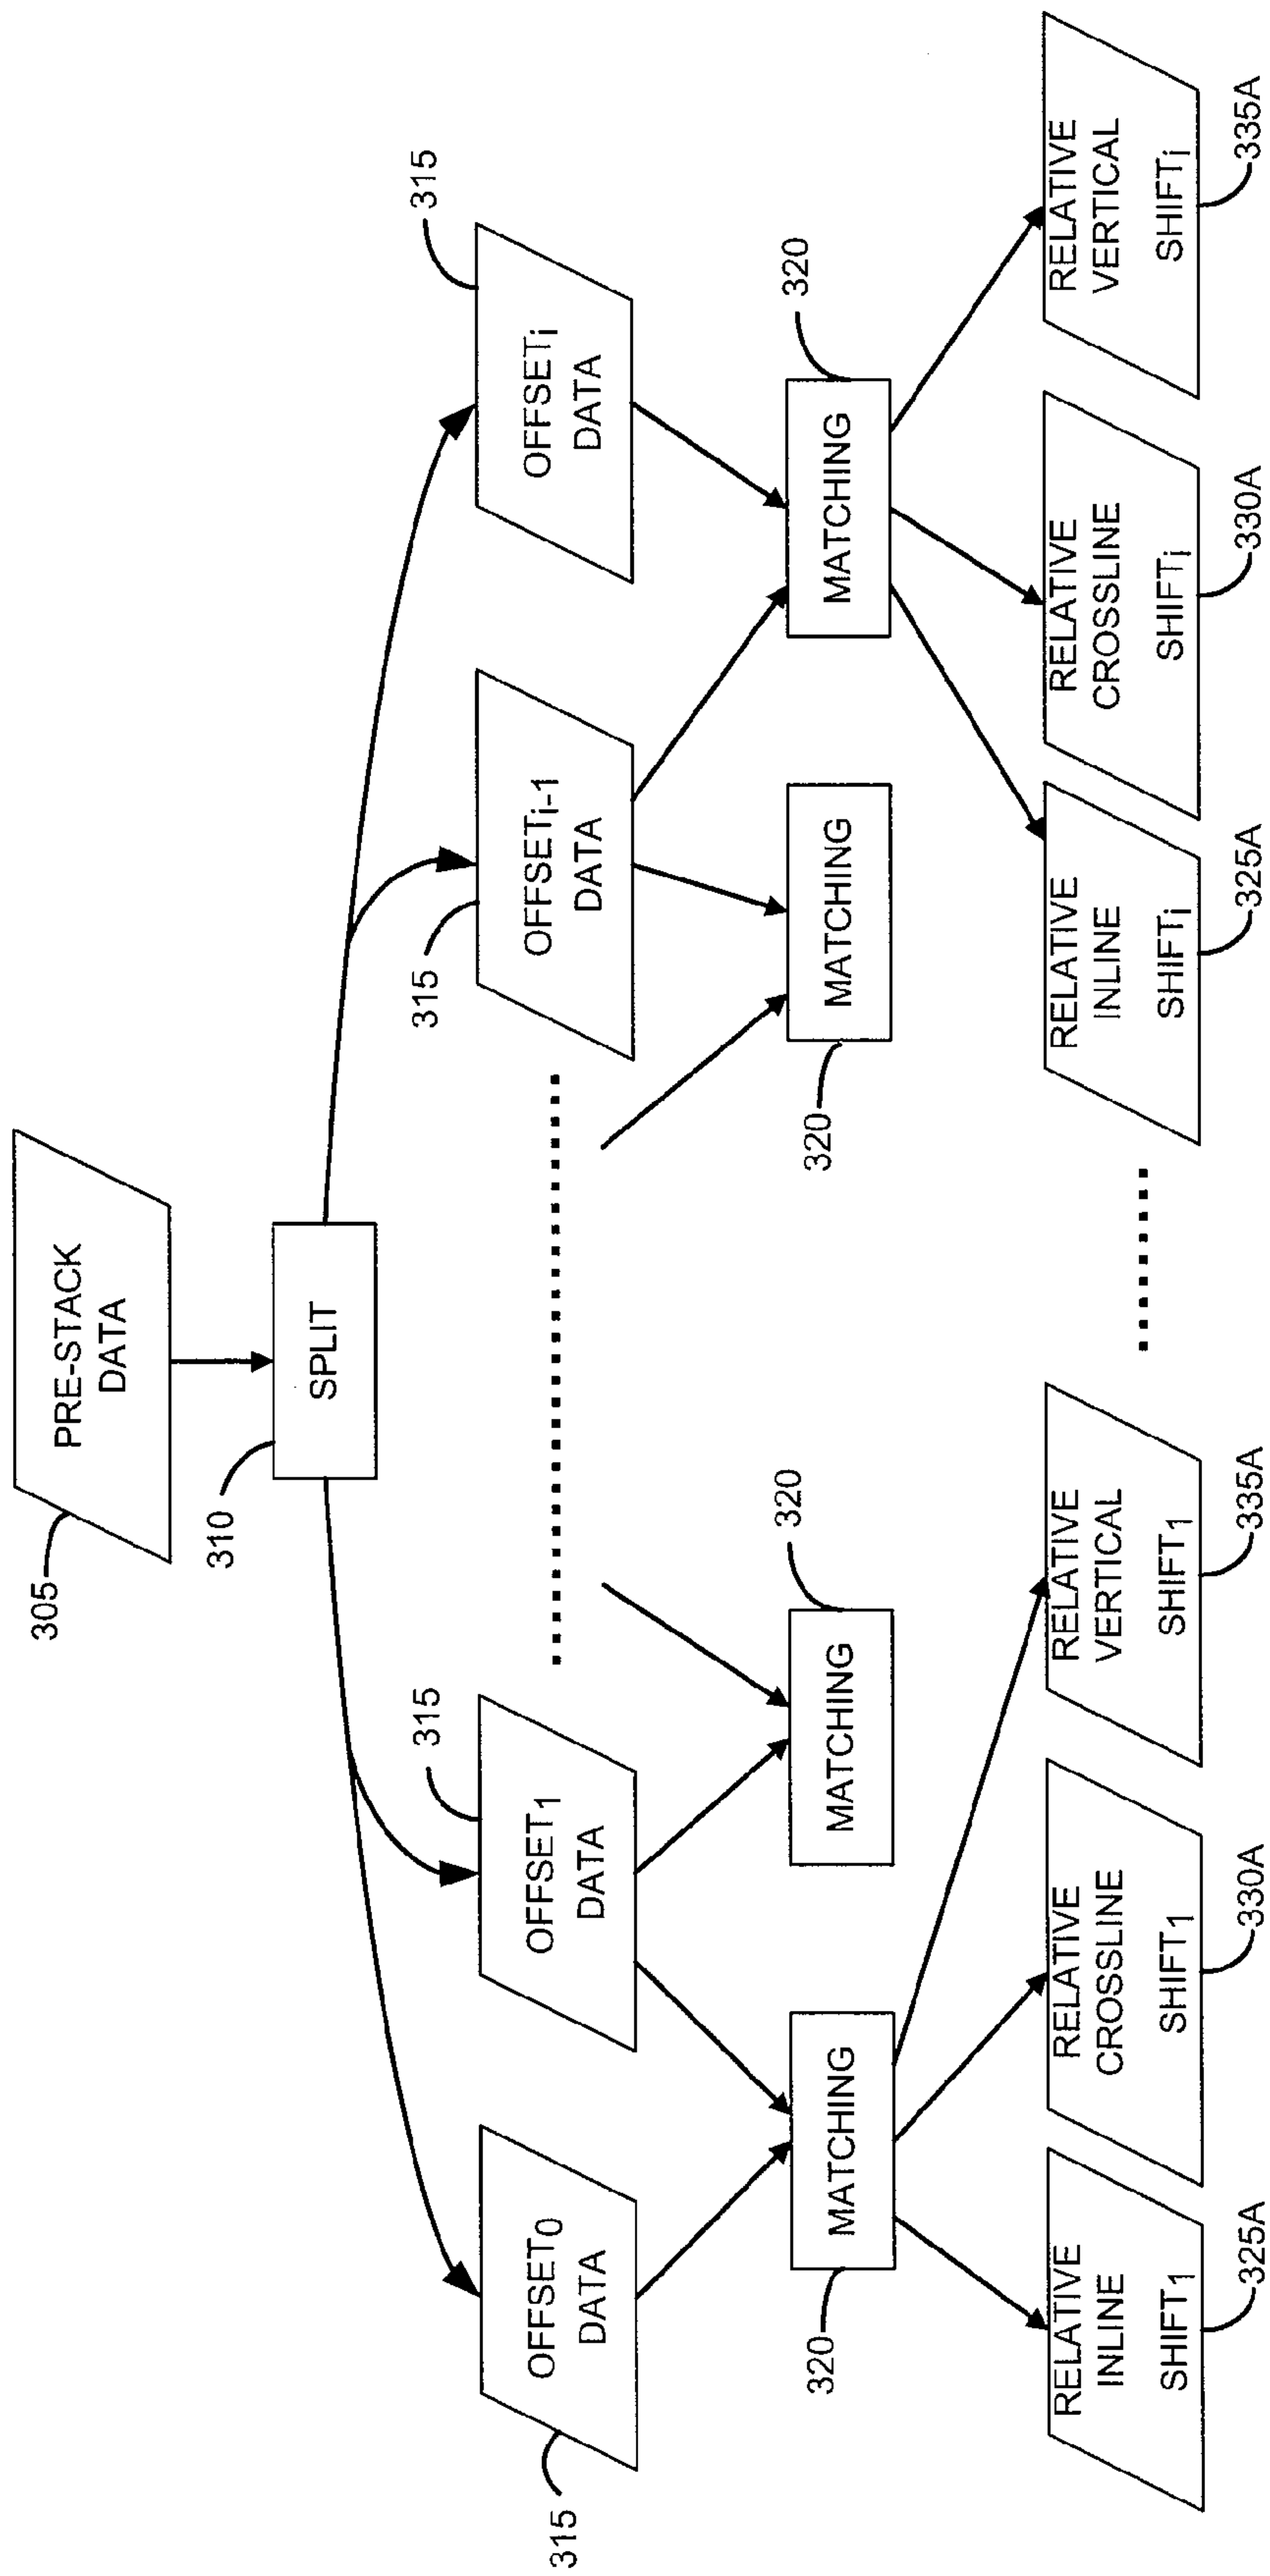 305
PRE-STACK
DATA
310
SPLIT
315
OFFSET₀
DATA
OFFSET₁
DATA
315
315
OFFSETᵢ₋₁
DATA
OFFSETᵢ
DATA
315
320
MATCHING
MATCHING
320
320
MATCHING
MATCHING
320
RELATIVE
INLINE
SHIFT₁
325A
RELATIVE
CROSSLINE
SHIFT₁
330A
RELATIVE
VERTICAL
SHIFT₁
335A
RELATIVE
INLINE
SHIFTᵢ
325A
RELATIVE
CROSSLINE
SHIFTᵢ
330A
RELATIVE
VERTICAL
SHIFTᵢ
335A